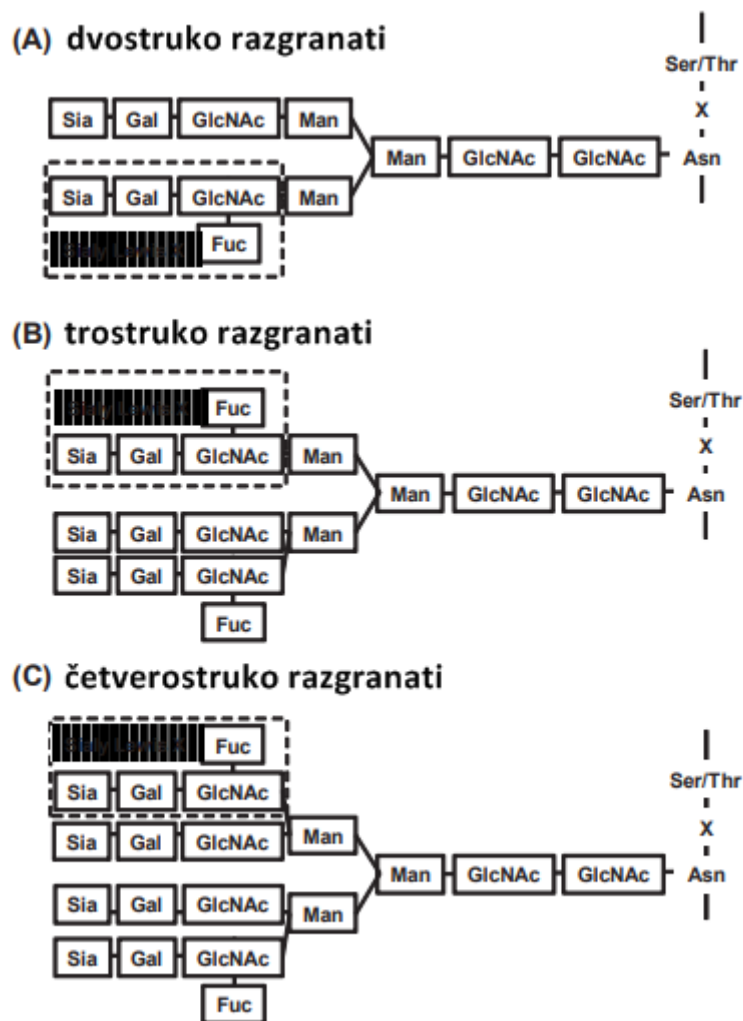 (A) dvostruko razgranati
Ser/Thr
X
Sia Gal GlcNAc Man
Man GlcNAc GlcNAc Asn
Sia Gal GlcNAc Man
Fuc
(B) trostruko razgranati
Fuc
Ser/Thr
X
Sia Gal GlcNAc Man
Man GlcNAc GlcNAc Asn
Sia Gal GlcNAc Man
Sia Gal GlcNAc
Fuc
(C) četverostruko razgranati
Fuc
Ser/Thr
X
Sia Gal GlcNAc
Sia Gal GlcNAc Man
Man GlcNAc GlcNAc Asn
Sia Gal GlcNAc Man
Sia Gal GlcNAc
Fuc